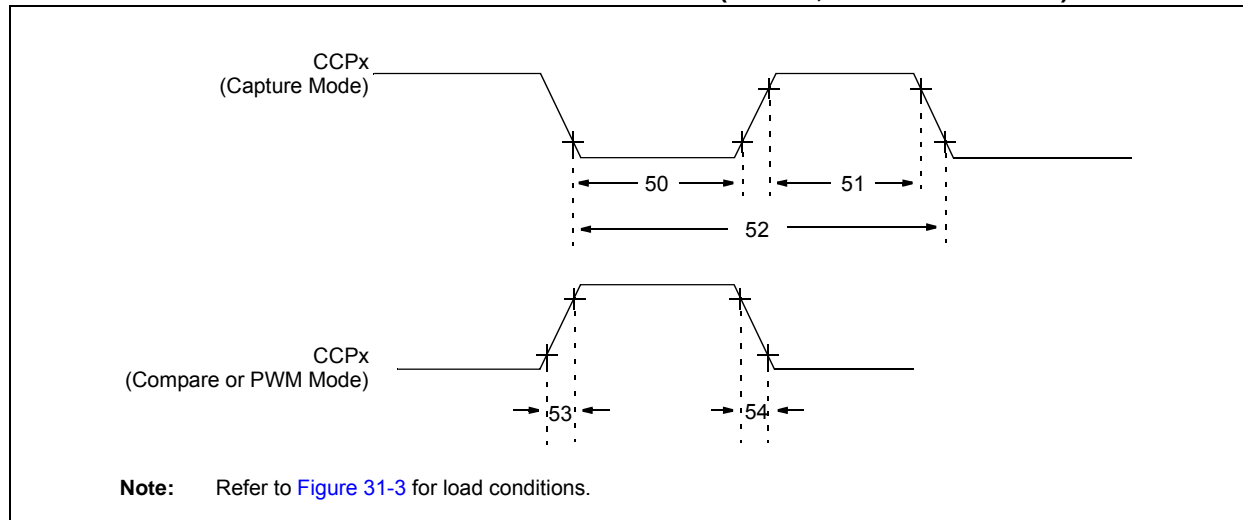 CCPx
(Capture Mode)
50
51
52
CCPx
(Compare or PWM Mode)
53
54
Note: Refer to Figure 31-3 for load conditions.